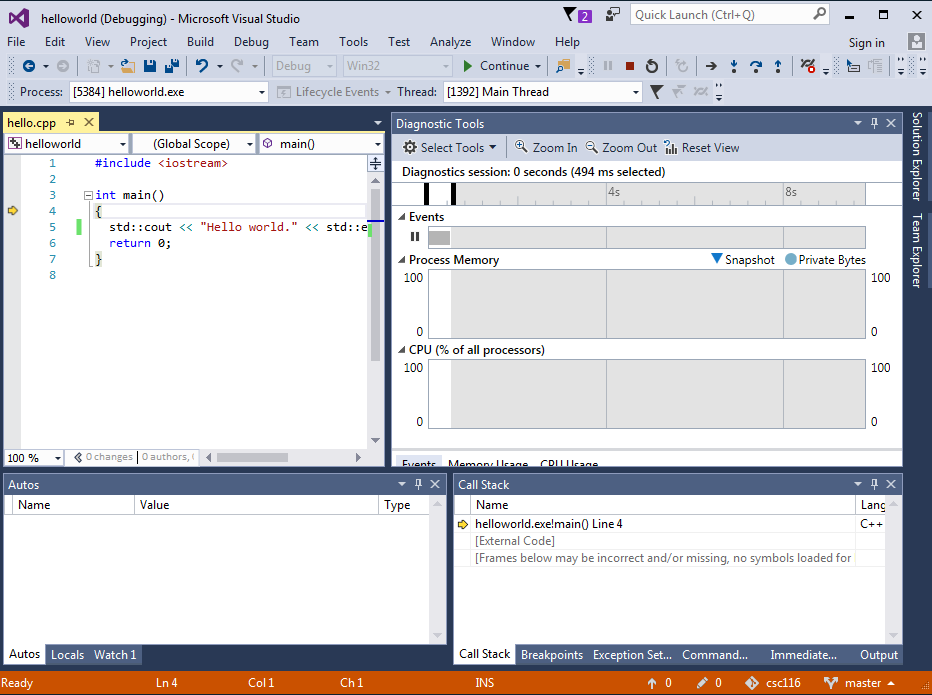 helloworld (Debugging) - Microsoft Visual Studio
2
Quick Launch (Ctrl+Q)
File Edit View Project Build Debug Team Tools Test Analyze Window Help
Sign in
Debug Win32 Continue
Process: [5384] helloworld.exe Lifecycle Events Thread: [1392] Main Thread
hello.cpp
helloworld (Global Scope) main()
1 #include <iostream>
2
3 int main()
4 {
5 std::cout << "Hello world." << std::e
6 return 0;
7 }
8
100 % 0 changes 0 authors,
Diagnostic Tools
Select Tools Zoom In Zoom Out Reset View
Diagnostics session: 0 seconds (494 ms selected)
4s 8s
Events
Process Memory Snapshot Private Bytes
100 100
0 0
CPU (% of all processors)
100 100
0 0
Events Memory Usage CPU Usage
Solution Explorer
Team Explorer
Autos
Name Value Type
Autos Locals Watch 1
Call Stack
Name Lang
helloworld.exe!main() Line 4 C++
[External Code]
[Frames below may be incorrect and/or missing, no symbols loaded for
Call Stack Breakpoints Exception Set... Command... Immediate... Output
Ready Ln 4 Col 1 Ch 1 INS 0 0 csc116 master